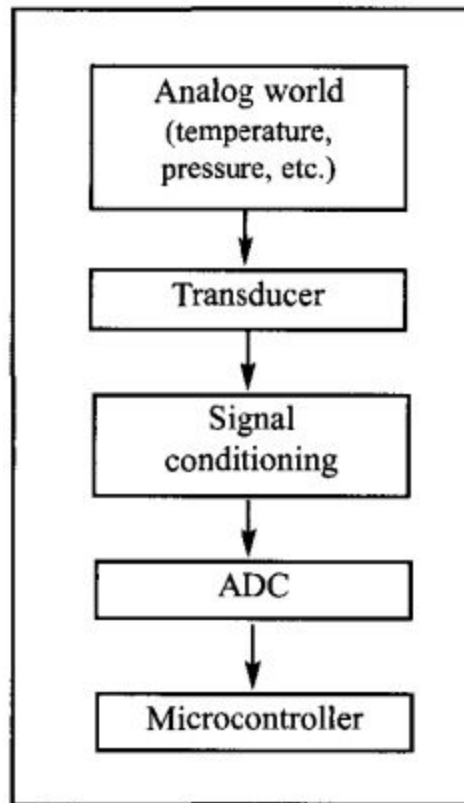 Analog world
(temperature,
pressure, etc.)
Transducer
Signal
conditioning
ADC
Microcontroller